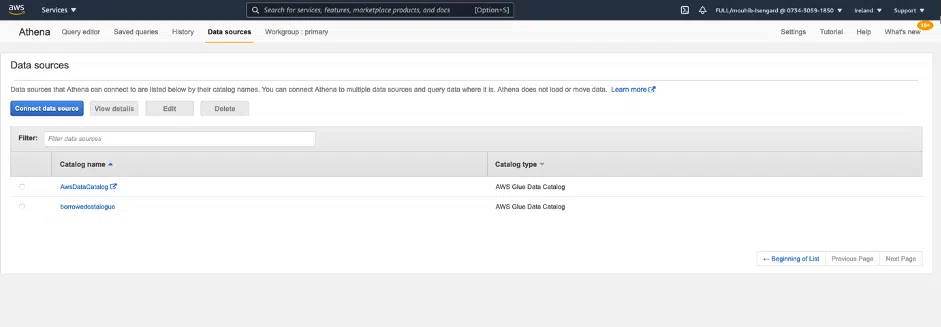 aws Services ▾ Search for services, features, marketplace products, and docs [Option+S] FULL/mouhib-Isengard @ 0734-3059-1850 ▾ Ireland ▾ Support ▾
Athena Query editor Saved queries History Data sources Workgroup : primary Settings Tutorial Help What's new
Data sources
Data sources that Athena can connect to are listed below by their catalog names. You can connect Athena to multiple data sources and query data where it is. Athena does not load or move data. Learn more
Connect data source View details Edit Delete
Filter: Filter data sources
Catalog name Catalog type
AwsDataCatalog AWS Glue Data Catalog
borrowedcatalogue AWS Glue Data Catalog
← Beginning of List Previous Page Next Page